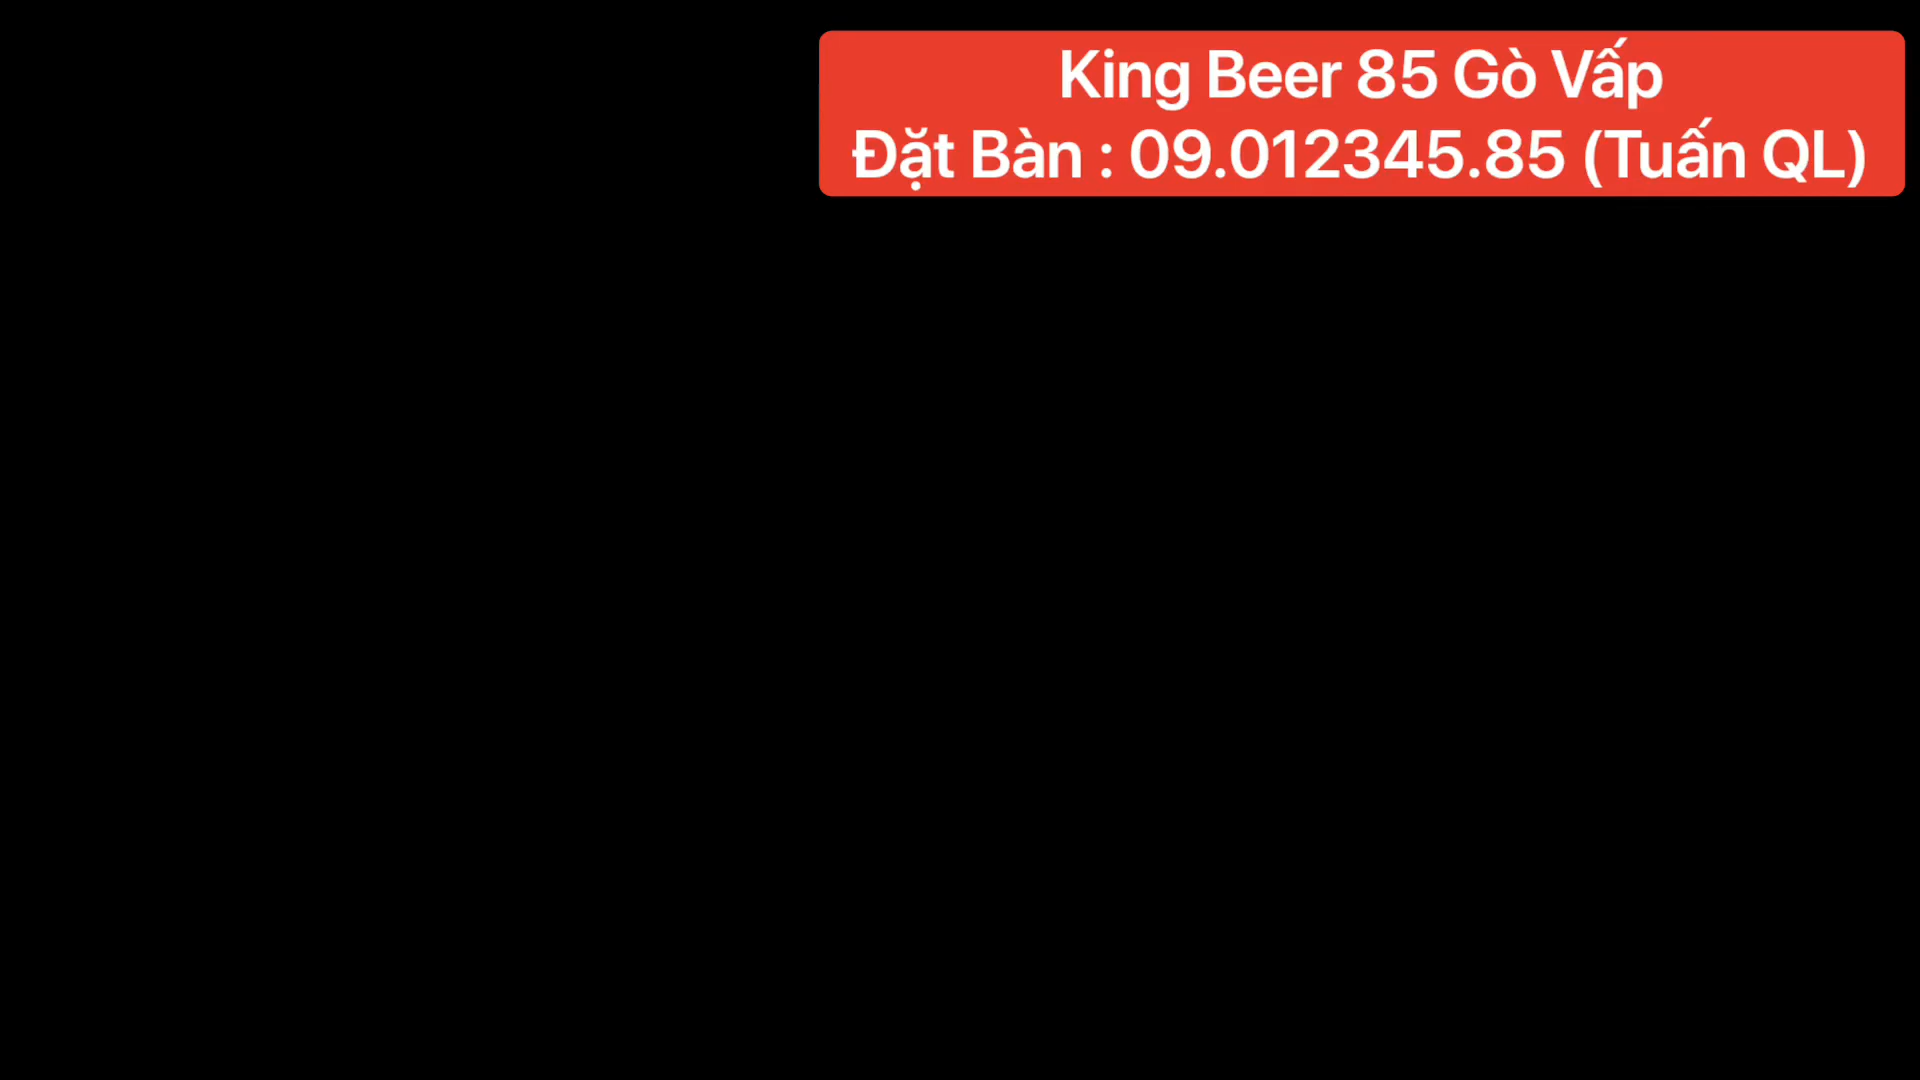 King Beer 85 Gò Vấp
Đặt Bàn : 09.012345.85 (Tuấn QL)